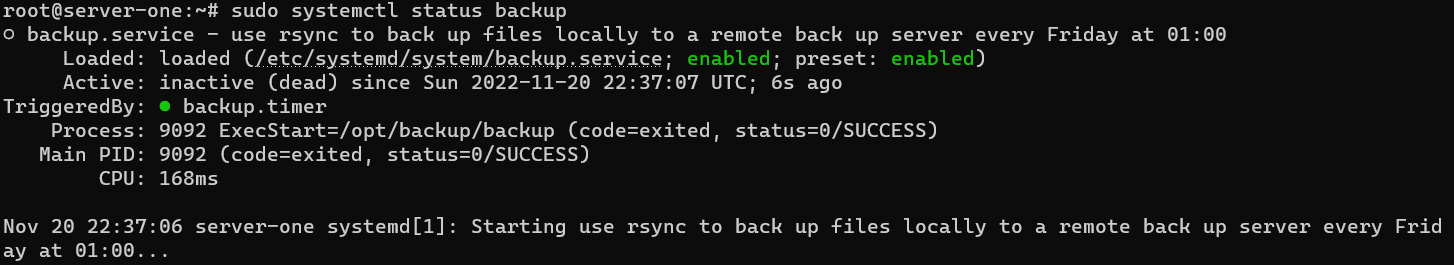 root@server-one:~# sudo systemctl status backup
○ backup.service - use rsync to back up files locally to a remote back up server every Friday at 01:00
     Loaded: loaded (/etc/systemd/system/backup.service; enabled; preset: enabled)
     Active: inactive (dead) since Sun 2022-11-20 22:37:07 UTC; 6s ago
TriggeredBy: ● backup.timer
    Process: 9092 ExecStart=/opt/backup/backup (code=exited, status=0/SUCCESS)
   Main PID: 9092 (code=exited, status=0/SUCCESS)
        CPU: 168ms

Nov 20 22:37:06 server-one systemd[1]: Starting use rsync to back up files locally to a remote back up server every Frid
ay at 01:00...